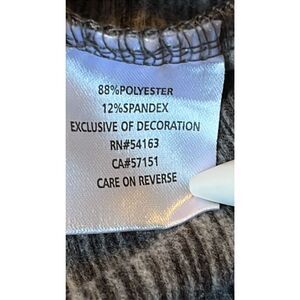 88%POLYESTER
12%SPANDEX
EXCLUSIVE OF DECORATION
RN#54163
CA#57151
CARE ON REVERSE